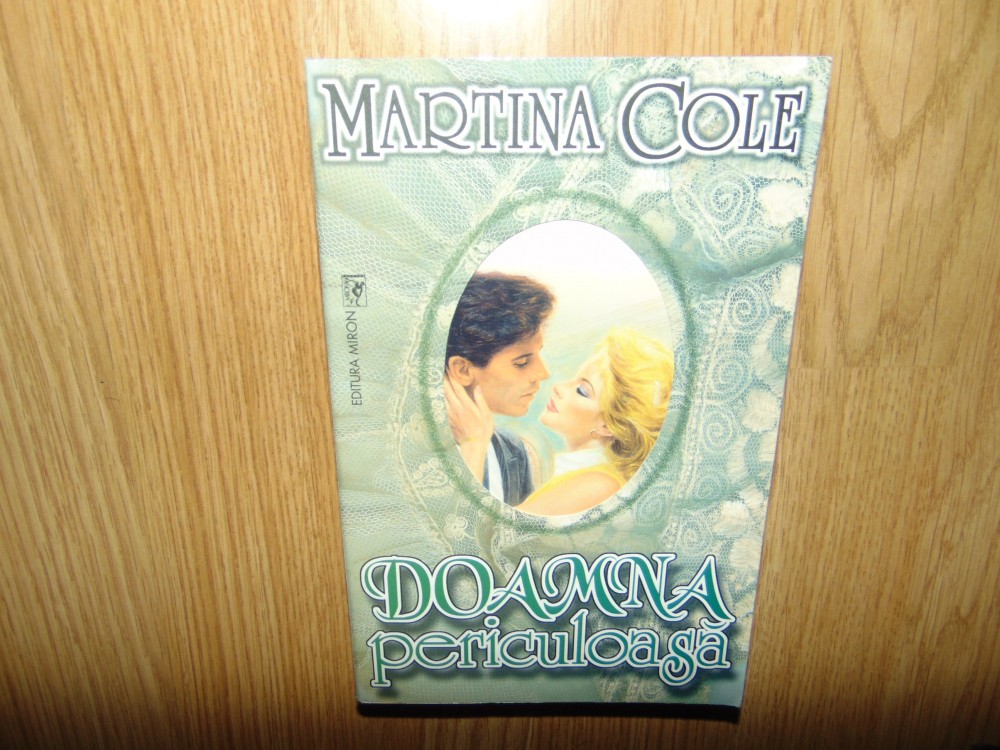 MARTINA COLE
EDITURA MIRON
DOAMNA
periculoasă